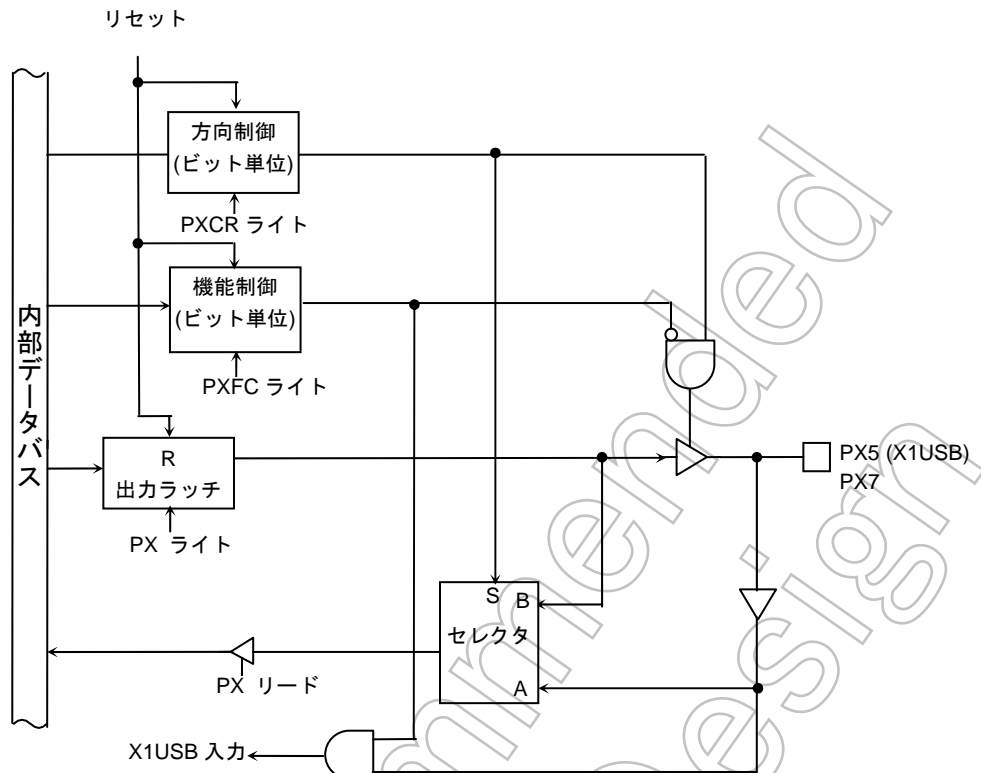 リセット
方向制御
(ビット単位)
PXCR ライト
機能制御
(ビット単位)
PXFC ライト
内部データバス
R
出力ラッチ
PX ライト
PX5 (X1USB)
PX7
S
B
セレクタ
A
PX リード
X1USB 入力
mmended
esign